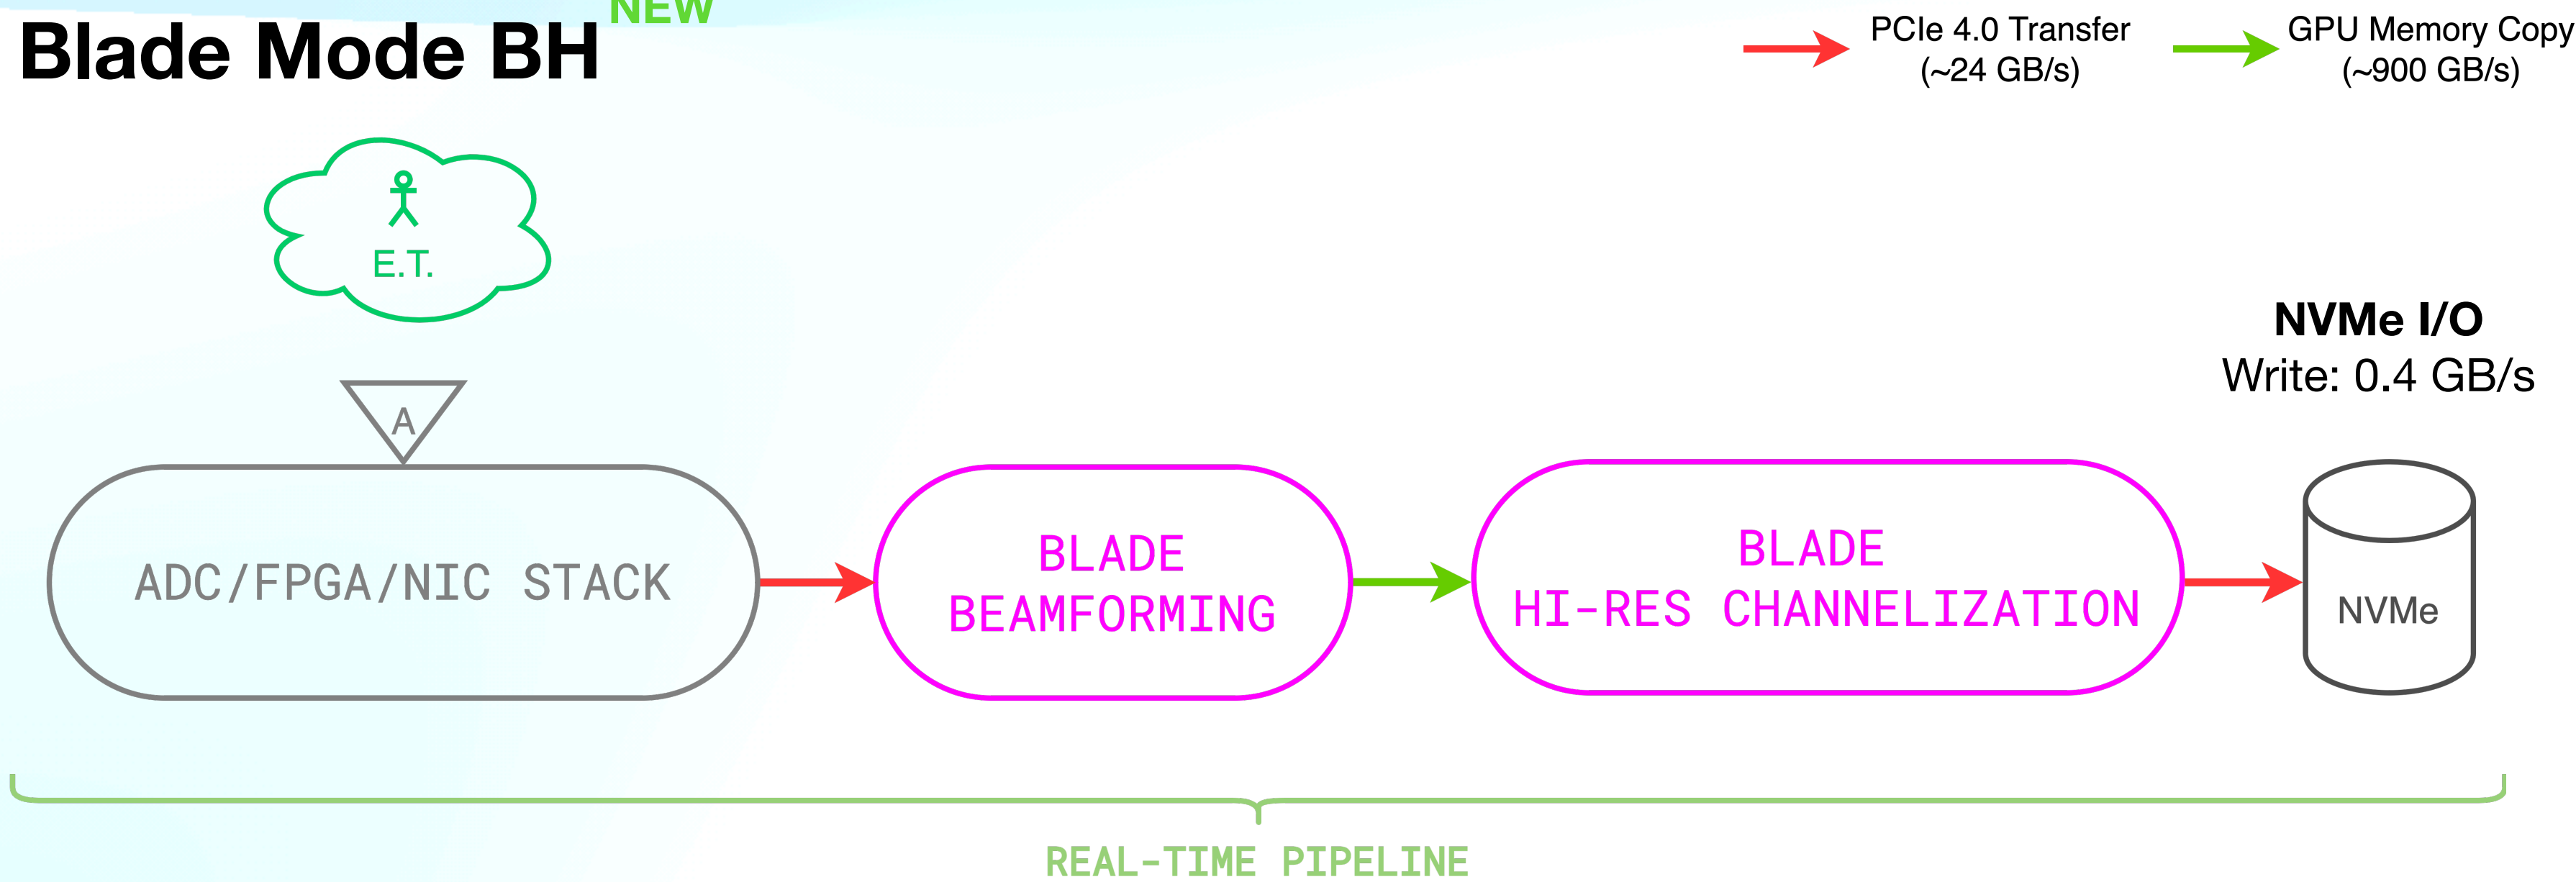 NEW
Blade Mode BH
PCIe 4.0 Transfer
(~24 GB/s)
GPU Memory Copy
(~900 GB/s)
E.T.
A
NVMe I/O
Write: 0.4 GB/s
ADC/FPGA/NIC STACK
BLADE
BEAMFORMING
BLADE
HI-RES CHANNELIZATION
NVMe
REAL-TIME PIPELINE